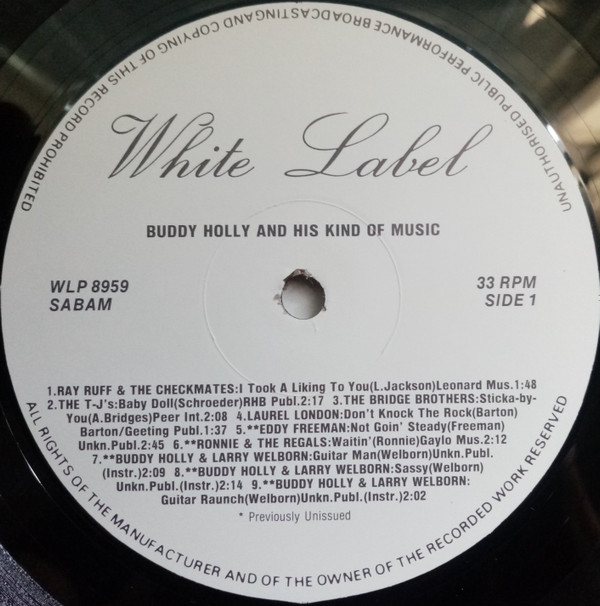 UNAUTHORISED PUBLIC PERFORMANCE BROADCASTING AND COPYING OF THIS RECORD PROHIBITED
White Label
BUDDY HOLLY AND HIS KIND OF MUSIC
WLP 8959
SABAM
33 RPM
SIDE 1
1.RAY RUFF & THE CHECKMATES:I Took A Liking To You(L.Jackson)Leonard Mus.1:48
2.THE T-J's:Baby Doll(Schroeder)RHB Publ.2:17 3.THE BRIDGE BROTHERS:Sticka-by-
You(A.Bridges)Peer Int.2:08 4.LAUREL LONDON:Don't Knock The Rock(Barton)
Barton/Geeting Publ.1:37 5.**EDDY FREEMAN:Not Goin' Steady(Freeman)
Unkn.Publ.2:45 6.**RONNIE & THE REGALS:Waitin'(Ronnie)Gaylo Mus.2:12
7.**BUDDY HOLLY & LARRY WELBORN:Guitar Man(Welborn)Unkn.Publ.
(Instr.)2:09 8.**BUDDY HOLLY & LARRY WELBORN:Sassy(Welborn)
Unkn.Publ.(Instr.)2:14 9.**BUDDY HOLLY & LARRY WELBORN:
Guitar Raunch(Welborn)Unkn.Publ.(Instr.)2:02
* Previously Unissued
ALL RIGHTS OF THE MANUFACTURER AND OF THE OWNER OF THE RECORDED WORK RESERVED